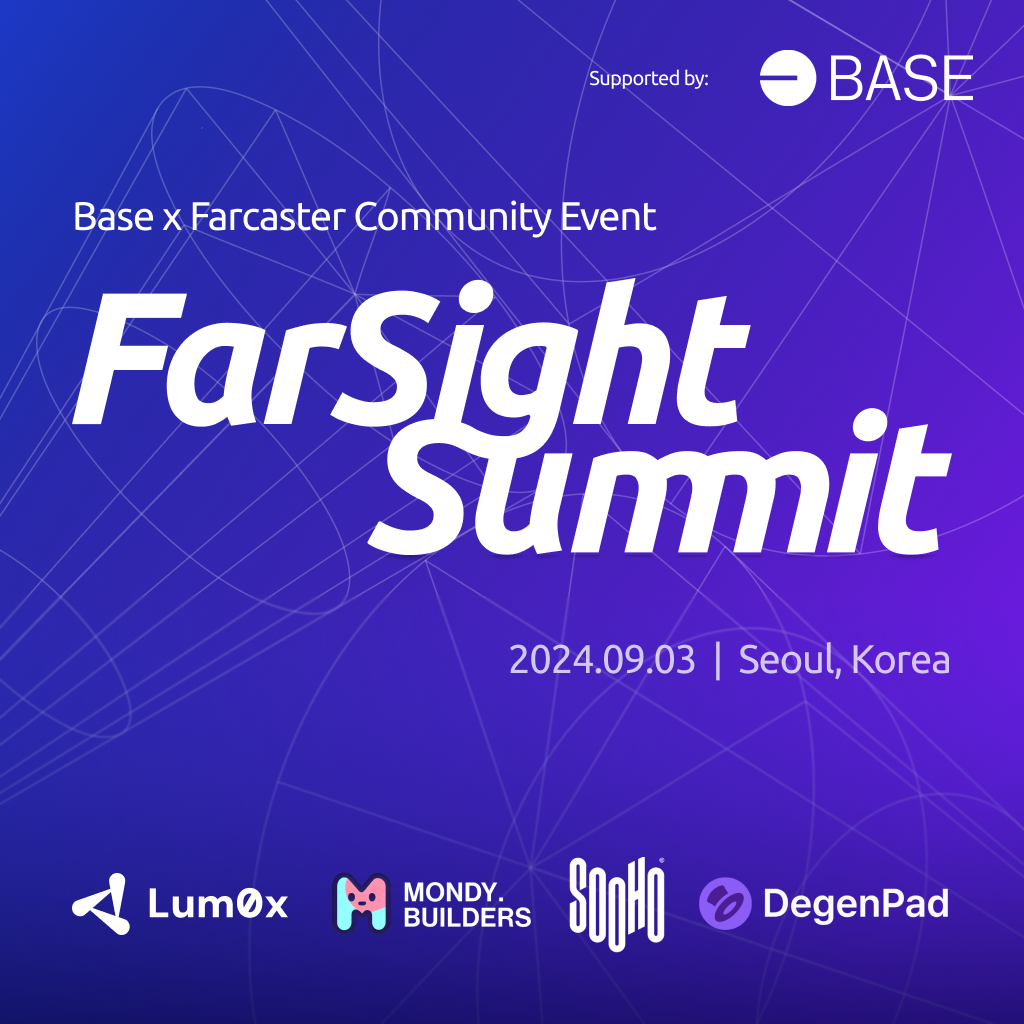 Supported by: BASE
Base x Farcaster Community Event
FarSight
Summit
2024.09.03 | Seoul, Korea
Lum0x
MONDY.
BUILDERS
SOOHO
DegenPad